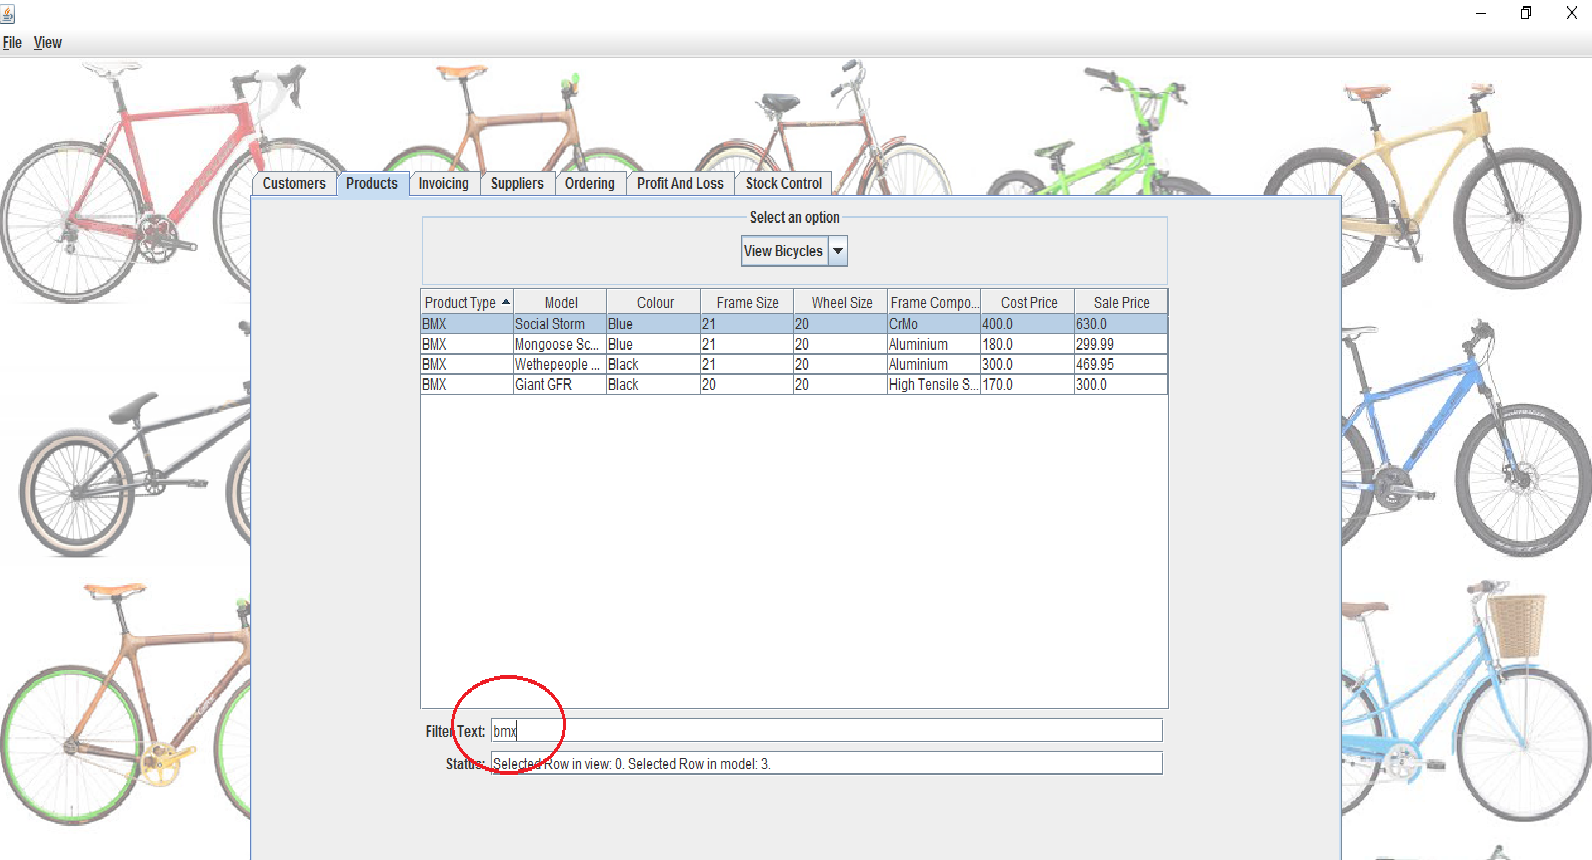 File View
Customers Products Invoicing Suppliers Ordering Profit And Loss Stock Control
Select an option
View Bicycles
Product Type Model Colour Frame Size Wheel Size Frame Compo... Cost Price Sale Price
BMX Social Storm Blue 21 20 CrMo 400.0 630.0
BMX Mongoose Sc... Blue 21 20 Aluminium 180.0 299.99
BMX Wethepeople ... Black 21 20 Aluminium 300.0 469.95
BMX Giant GFR Black 20 20 High Tensile S... 170.0 300.0
Filter Text: bmx
Status: Selected Row in view: 0. Selected Row in model: 3.